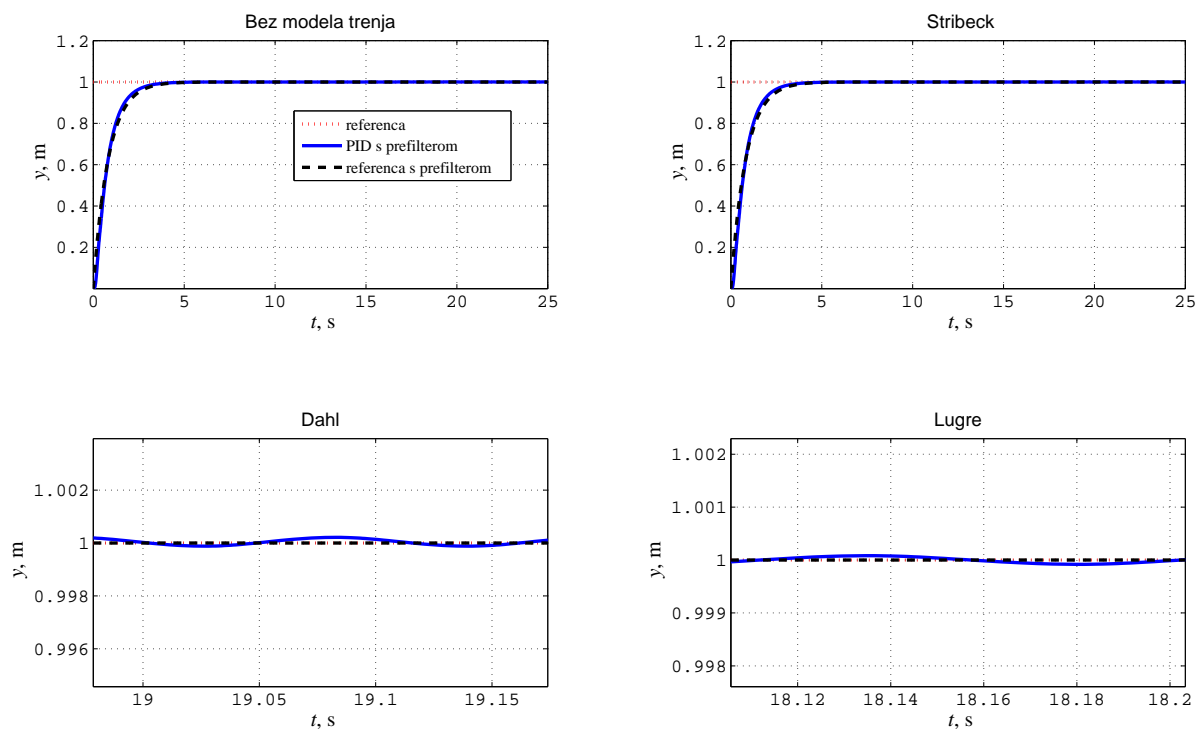 Bez modela trenja
1.2
1
0.8
0.6
0.4
0.2
y, m
0 5 10 15 20 25
t, s
referenca
PID s prefilterom
referenca s prefilterom
Stribeck
1.2
1
0.8
0.6
0.4
0.2
y, m
0 5 10 15 20 25
t, s
Dahl
1.002
1
0.998
0.996
y, m
19 19.05 19.1 19.15
t, s
Lugre
1.002
1.001
1
0.999
0.998
y, m
18.12 18.14 18.16 18.18 18.2
t, s